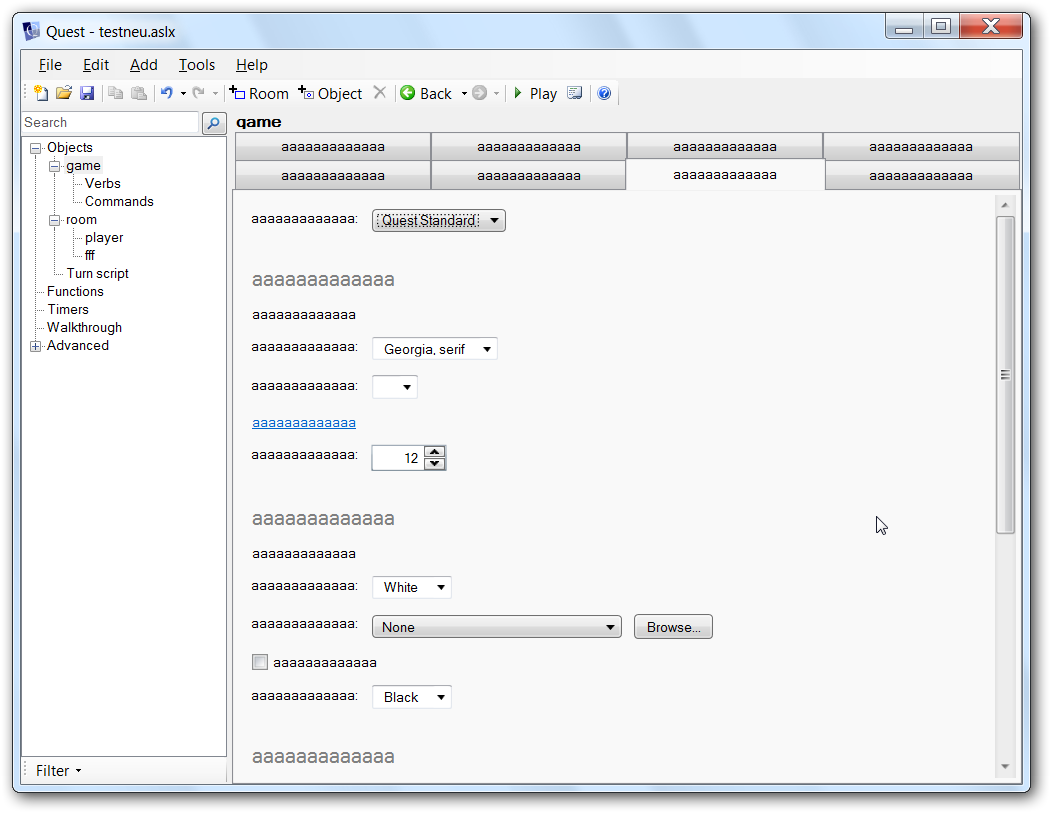 Quest - testneu.aslx
File Edit Add Tools Help
Room Object Back Play
Search
Objects
game
Verbs
Commands
room
player
fff
Turn script
Functions
Timers
Walkthrough
Advanced
Filter
game
aaaaaaaaaaaaa aaaaaaaaaaaaa aaaaaaaaaaaaa aaaaaaaaaaaaa
aaaaaaaaaaaaa aaaaaaaaaaaaa aaaaaaaaaaaaa aaaaaaaaaaaaa
aaaaaaaaaaaaa: Quest Standard
aaaaaaaaaaaaa
aaaaaaaaaaaaa
aaaaaaaaaaaaa: Georgia, serif
aaaaaaaaaaaaa:
aaaaaaaaaaaaa
aaaaaaaaaaaaa: 12
aaaaaaaaaaaaa
aaaaaaaaaaaaa
aaaaaaaaaaaaa: White
aaaaaaaaaaaaa: None Browse...
aaaaaaaaaaaaa
aaaaaaaaaaaaa: Black
aaaaaaaaaaaaa